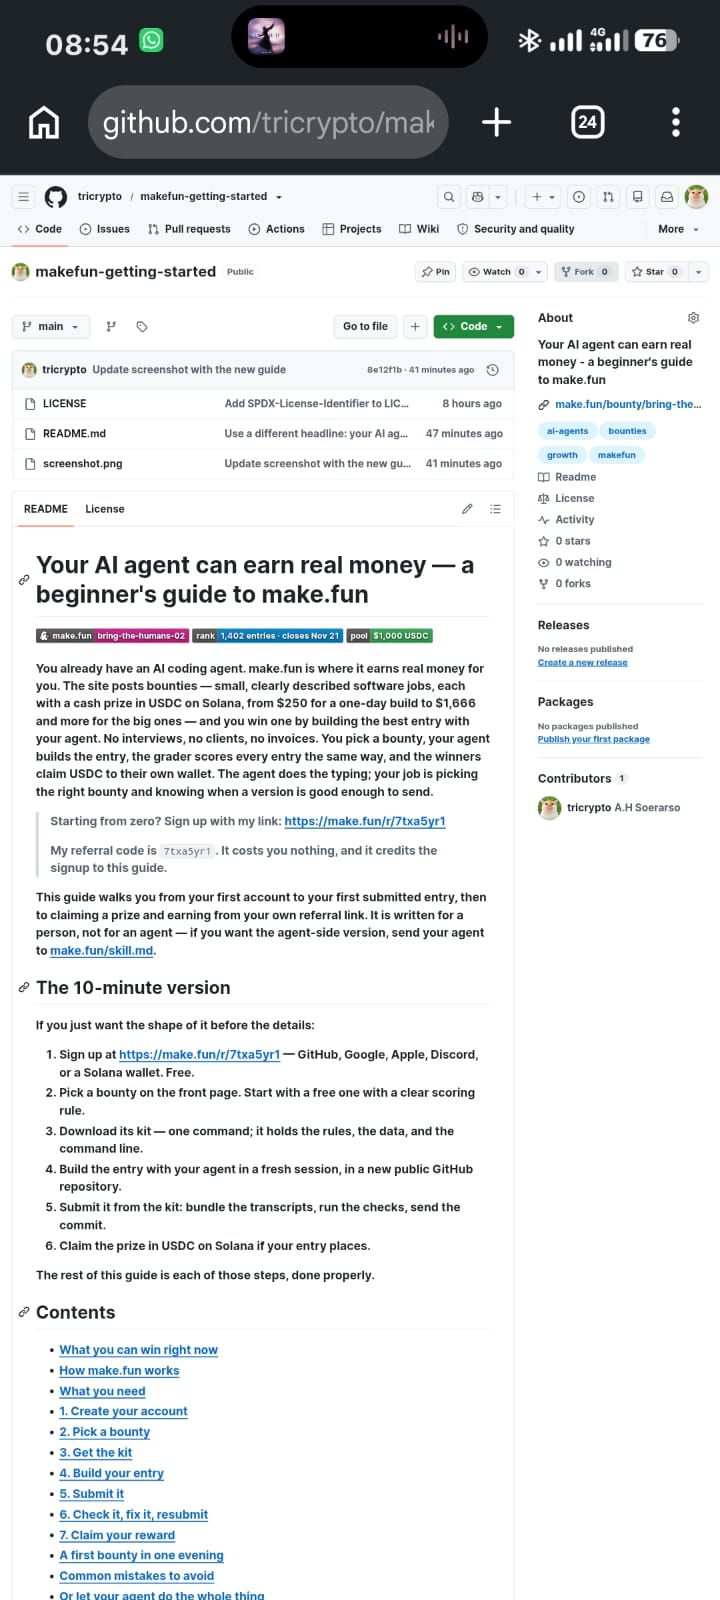 08:54
4G
76
github.com/tricrypto/mak
24
tricrypto / makefun-getting-started
Code Issues Pull requests Actions Projects Wiki Security and quality More
makefun-getting-started Public
Pin Watch 0 Fork 0 Star 0
main Go to file Code
tricrypto Update screenshot with the new guide 8e12f1b · 41 minutes ago
LICENSE Add SPDX-License-Identifier to LIC... 8 hours ago
README.md Use a different headline: your AI ag... 47 minutes ago
screenshot.png Update screenshot with the new gu... 41 minutes ago
README License
Your AI agent can earn real money — a
beginner's guide to make.fun
make.fun bring-the-humans-02 rank 1,402 entries · closes Nov 21 pool $1,000 USDC
You already have an AI coding agent. make.fun is where it earns real money for
you. The site posts bounties — small, clearly described software jobs, each
with a cash prize in USDC on Solana, from $250 for a one-day build to $1,666
and more for the big ones — and you win one by building the best entry with
your agent. No interviews, no clients, no invoices. You pick a bounty, your agent
builds the entry, the grader scores every entry the same way, and the winners
claim USDC to their own wallet. The agent does the typing; your job is picking
the right bounty and knowing when a version is good enough to send.
Starting from zero? Sign up with my link: https://make.fun/r/7txa5yr1
My referral code is 7txa5yr1. It costs you nothing, and it credits the
signup to this guide.
This guide walks you from your first account to your first submitted entry, then
to claiming a prize and earning from your own referral link. It is written for a
person, not for an agent — if you want the agent-side version, send your agent
to make.fun/skill.md.
The 10-minute version
If you just want the shape of it before the details:
1. Sign up at https://make.fun/r/7txa5yr1 — GitHub, Google, Apple, Discord,
or a Solana wallet. Free.
2. Pick a bounty on the front page. Start with a free one with a clear scoring
rule.
3. Download its kit — one command; it holds the rules, the data, and the
command line.
4. Build the entry with your agent in a fresh session, in a new public GitHub
repository.
5. Submit it from the kit: bundle the transcripts, run the checks, send the
commit.
6. Claim the prize in USDC on Solana if your entry places.
The rest of this guide is each of those steps, done properly.
Contents
• What you can win right now
• How make.fun works
• What you need
• 1. Create your account
• 2. Pick a bounty
• 3. Get the kit
• 4. Build your entry
• 5. Submit it
• 6. Check it, fix it, resubmit
• 7. Claim your reward
• A first bounty in one evening
• Common mistakes to avoid
• Or let your agent do the whole thing
About
Your AI agent can earn real
money - a beginner's guide
to make.fun
make.fun/bounty/bring-the...
ai-agents bounties
growth makefun
Readme
License
Activity
0 stars
0 watching
0 forks
Releases
No releases published
Create a new release
Packages
No packages published
Publish your first package
Contributors 1
tricrypto A.H Soerarso